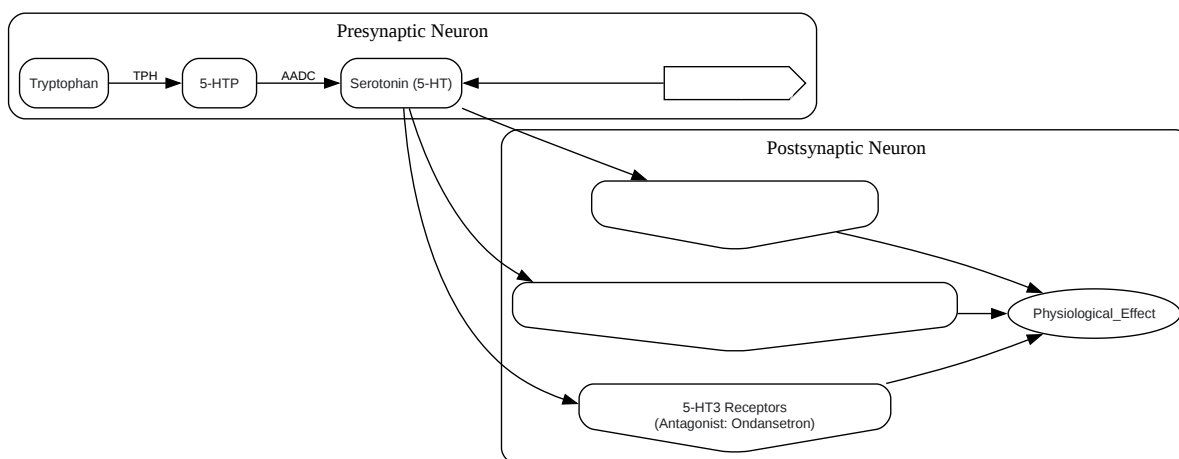 Presynaptic Neuron
Tryptophan
TPH
5-HTP
AADC
Serotonin (5-HT)
Postsynaptic Neuron
Physiological_Effect
5-HT3 Receptors
(Antagonist: Ondansetron)